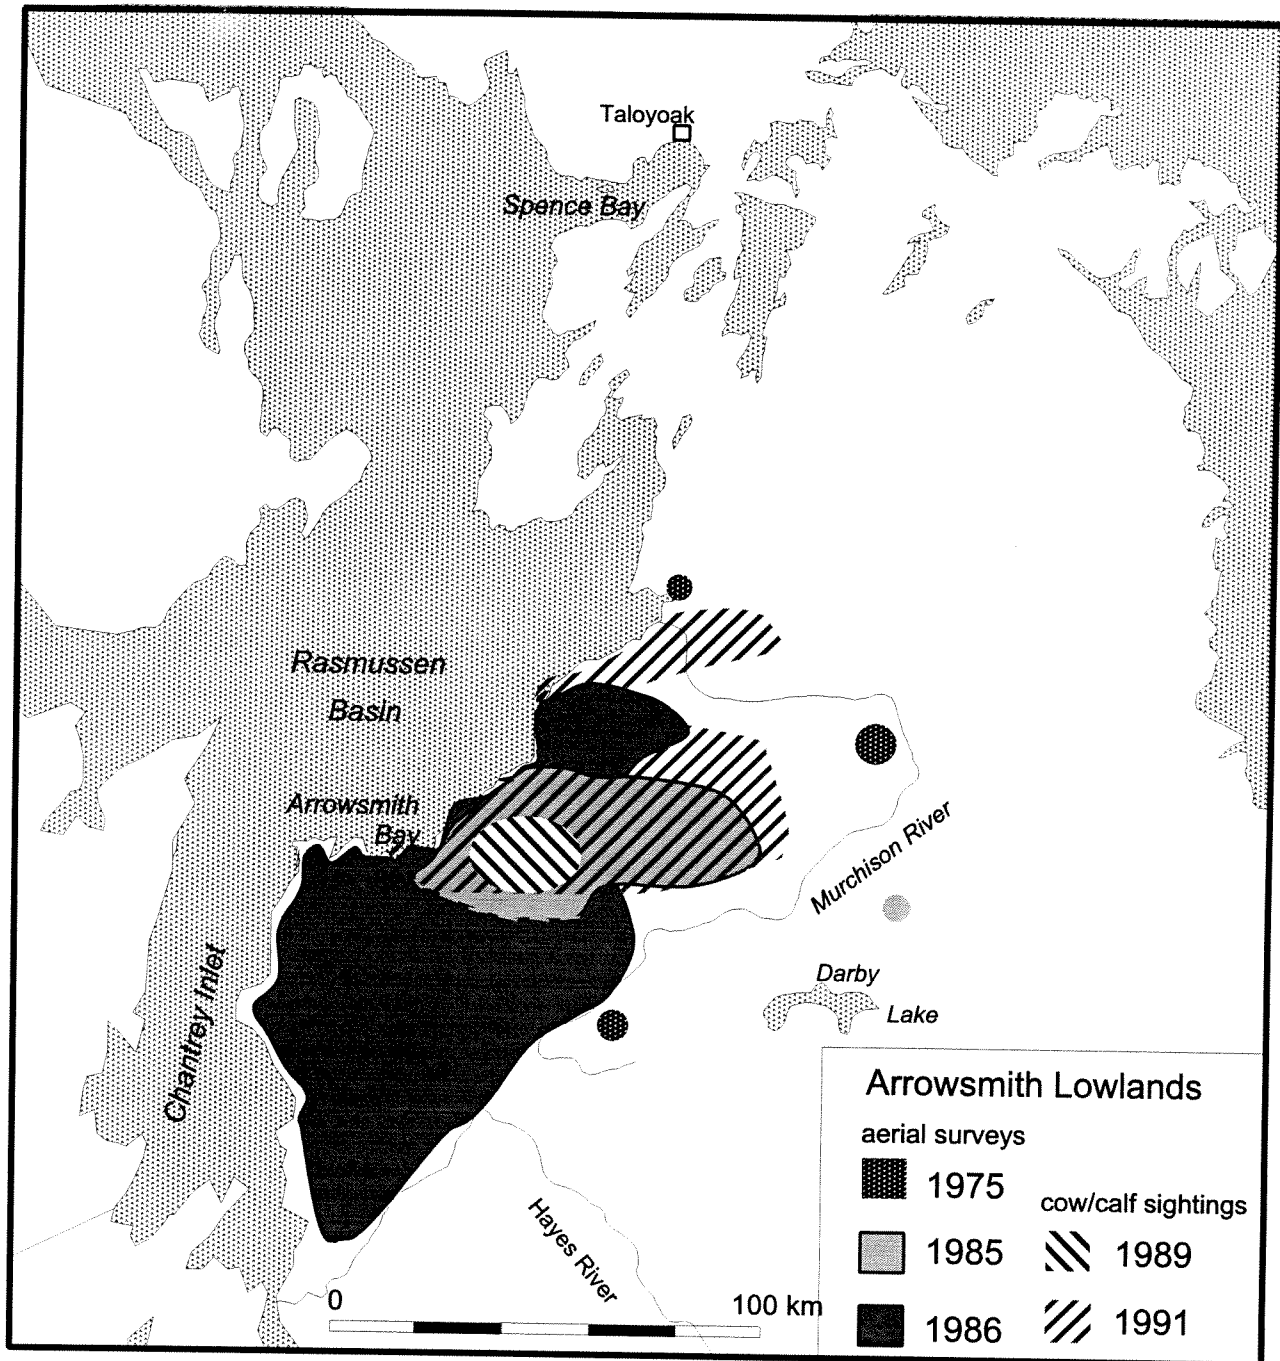 Taloyoak
Spence Bay
Rasmussen
Basin
Arrowsmith
Bay
Murchison River
Darby
Lake
Chantrey Inlet
Hayes River
0
100 km
Arrowsmith Lowlands
aerial surveys
1975
cow/calf sightings
1985
1989
1986
1991